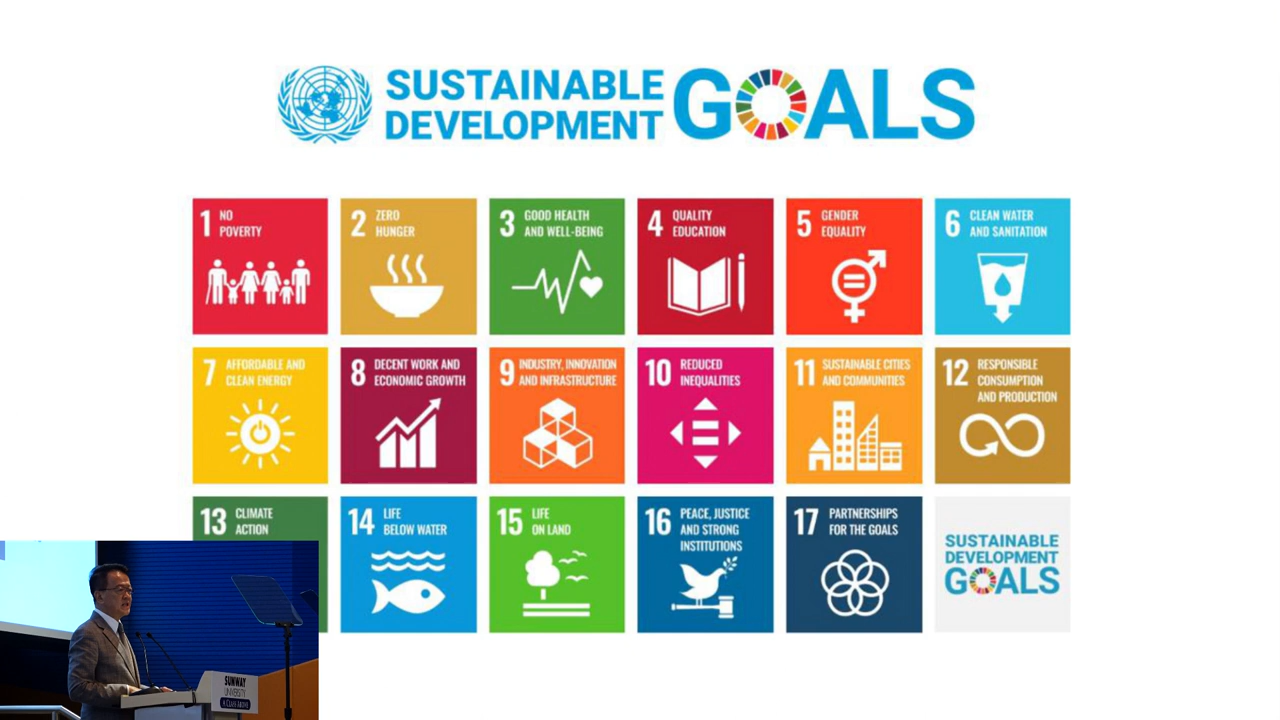 SUSTAINABLE
DEVELOPMENT
GOALS
1 NO
POVERTY
2 ZERO
HUNGER
3 GOOD HEALTH
AND WELL-BEING
4 QUALITY
EDUCATION
5 GENDER
EQUALITY
6 CLEAN WATER
AND SANITATION
7 AFFORDABLE AND
CLEAN ENERGY
8 DECENT WORK AND
ECONOMIC GROWTH
9 INDUSTRY, INNOVATION
AND INFRASTRUCTURE
10 REDUCED
INEQUALITIES
11 SUSTAINABLE CITIES
AND COMMUNITIES
12 RESPONSIBLE
CONSUMPTION
AND PRODUCTION
13 CLIMATE
ACTION
14 LIFE
BELOW WATER
15 LIFE
ON LAND
16 PEACE, JUSTICE
AND STRONG
INSTITUTIONS
17 PARTNERSHIPS
FOR THE GOALS
SUSTAINABLE
DEVELOPMENT
GOALS
SUNWAY
UNIVERSITY